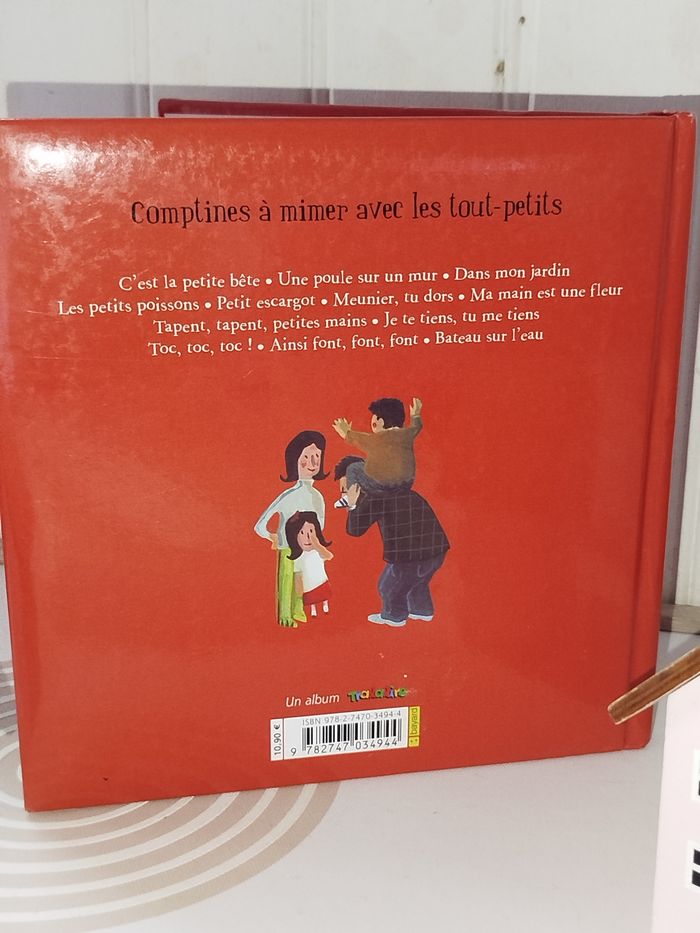 Comptines à mimer avec les tout-petits
C'est la petite bête • Une poule sur un mur • Dans mon jardin
Les petits poissons • Petit escargot • Meunier, tu dors • Ma main est une fleur
Tapent, tapent, petites mains • Je te tiens, tu me tiens
Toc, toc, toc ! • Ainsi font, font, font • Bateau sur l'eau
Un album
ISBN 978-2-7470-3494-4
10,90 €
9 782747 034944
bayard